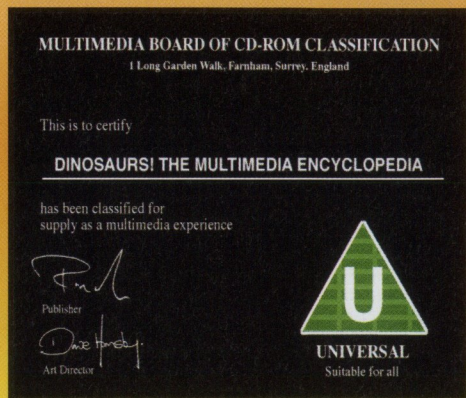 MULTIMEDIA BOARD OF CD-ROM CLASSIFICATION
1 Long Garden Walk, Farnham, Surrey. England
This is to certify
DINOSAURS! THE MULTIMEDIA ENCYCLOPEDIA
has been classified for
supply as a multimedia experience
Publisher
Art Director
U
UNIVERSAL
Suitable for all